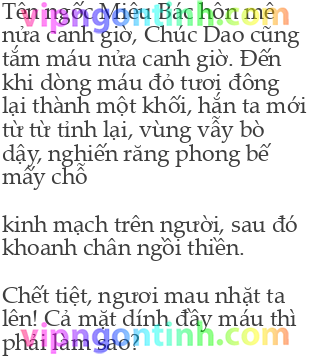 Tên ngốc Miêu Bác hôn mê
vipngontinh.com
nửa canh giờ, Chúc Dao cũng
tắm máu nửa canh giờ. Đến
khi dòng máu đỏ tươi đông
lại thành một khối, hắn ta mới
từ từ tỉnh lại, vùng vẫy bò
dậy, nghiến răng phong bế
mấy chỗ
kinh mạch trên người, sau đó
khoanh chân ngồi thiền.
Chết tiệt, ngươi mau nhặt ta
lên! Cả mặt dính đầy máu thì
vipngontinh.com
phải làm sao?